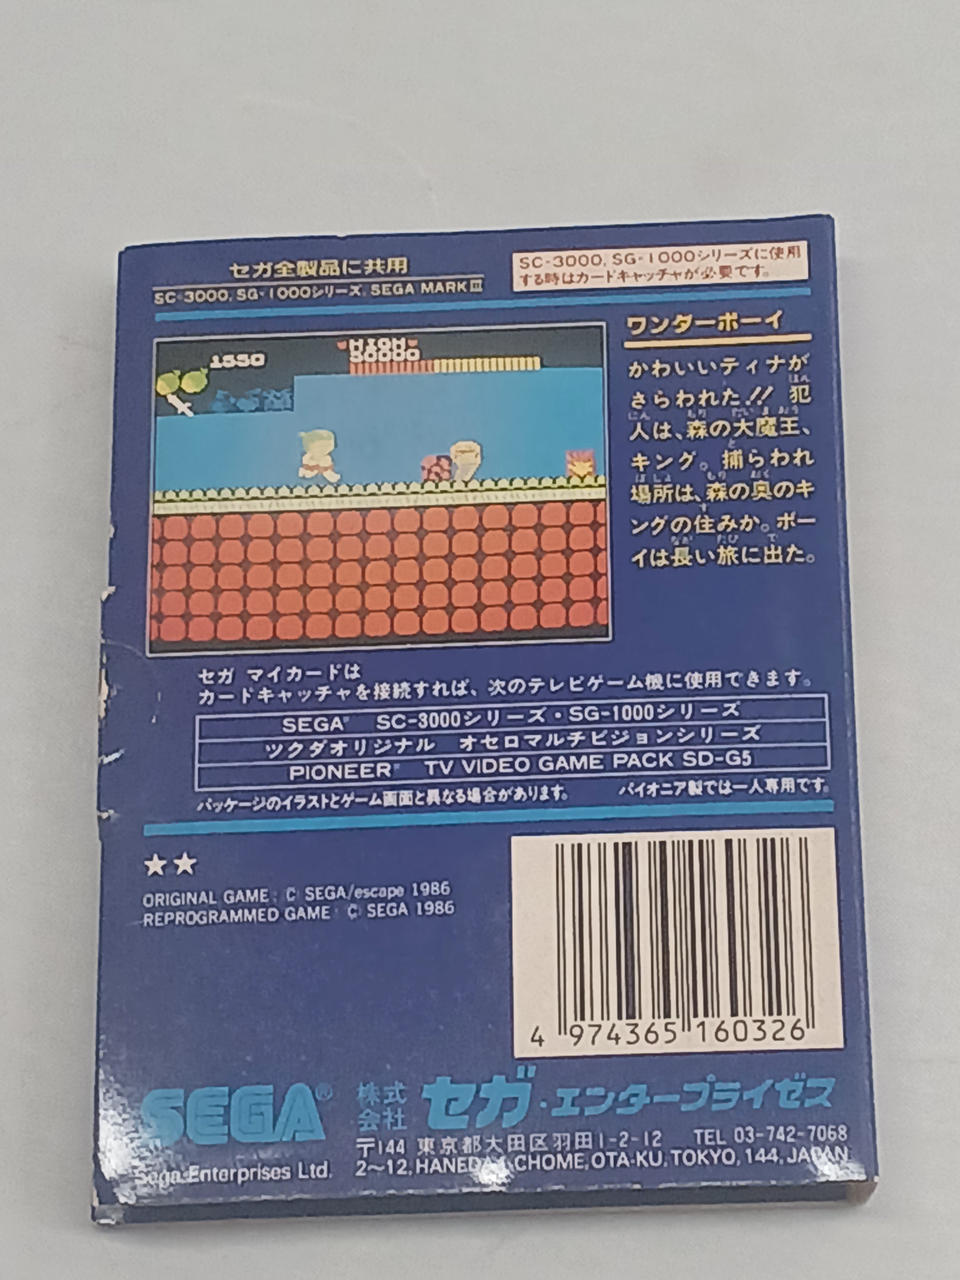 セガ全製品に共用
SC-3000, SG-1000シリーズ, SEGA MARK III
SC-3000, SG-1000シリーズに使用
する時はカードキャッチャが必要です。
1550
HIGH
30000
ワンダーボーイ
かわいいティナが
さらわれた!! 犯
人は、森の大魔王、
キング。捕らわれ
場所は、森の奥のキ
ングの住みか。ボー
イは長い旅に出た。
セガ マイカードは
カードキャッチャを接続すれば、次のテレビゲーム機に使用できます。
SEGA® SC-3000シリーズ・SG-1000シリーズ
ツクダオリジナル オセロマルチビジョンシリーズ
PIONEER® TV VIDEO GAME PACK SD-G5
パッケージのイラストとゲーム画面と異なる場合があります。 パイオニア製では一人専用です。
★★
ORIGINAL GAME: © SEGA/escape 1986
REPROGRAMMED GAME: © SEGA 1986
4 974365 160326
SEGA®
Sega Enterprises Ltd.
株式会社 セガ・エンタープライゼス
〒144 東京都大田区羽田1-2-12 TEL 03-742-7068
2~12, HANEDA 1 CHOME, OTA-KU, TOKYO, 144, JAPAN